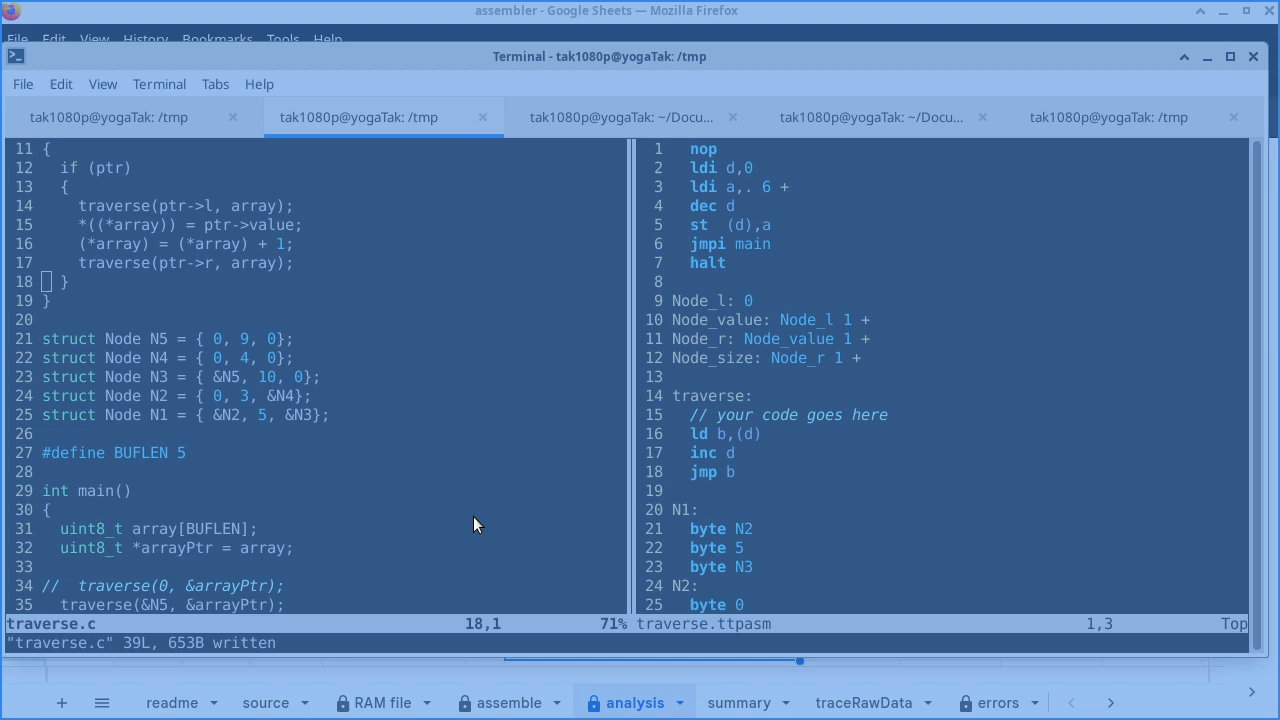 assembler - Google Sheets — Mozilla Firefox
File Edit View History Bookmarks Tools Help
Terminal - tak1080p@yogaTak: /tmp
File Edit View Terminal Tabs Help
tak1080p@yogaTak: /tmp tak1080p@yogaTak: /tmp tak1080p@yogaTak: ~/Docu... tak1080p@yogaTak: ~/Docu... tak1080p@yogaTak: /tmp
11 {
12   if (ptr)
13   {
14     traverse(ptr->l, array);
15     *((*array)) = ptr->value;
16     (*array) = (*array) + 1;
17     traverse(ptr->r, array);
18   }
19 }
20
21 struct Node N5 = { 0, 9, 0};
22 struct Node N4 = { 0, 4, 0};
23 struct Node N3 = { &N5, 10, 0};
24 struct Node N2 = { 0, 3, &N4};
25 struct Node N1 = { &N2, 5, &N3};
26
27 #define BUFLEN 5
28
29 int main()
30 {
31   uint8_t array[BUFLEN];
32   uint8_t *arrayPtr = array;
33
34 //  traverse(0, &arrayPtr);
35   traverse(&N5, &arrayPtr);
traverse.c 18,1 71%
"traverse.c" 39L, 653B written
1   nop
2   ldi d,0
3   ldi a,. 6 +
4   dec d
5   st  (d),a
6   jmpi main
7   halt
8
9 Node_l: 0
10 Node_value: Node_l 1 +
11 Node_r: Node_value 1 +
12 Node_size: Node_r 1 +
13
14 traverse:
15   // your code goes here
16   ld b,(d)
17   inc d
18   jmp b
19
20 N1:
21   byte N2
22   byte 5
23   byte N3
24 N2:
25   byte 0
traverse.ttpasm 1,3 Top
readme source RAM file assemble analysis summary traceRawData errors